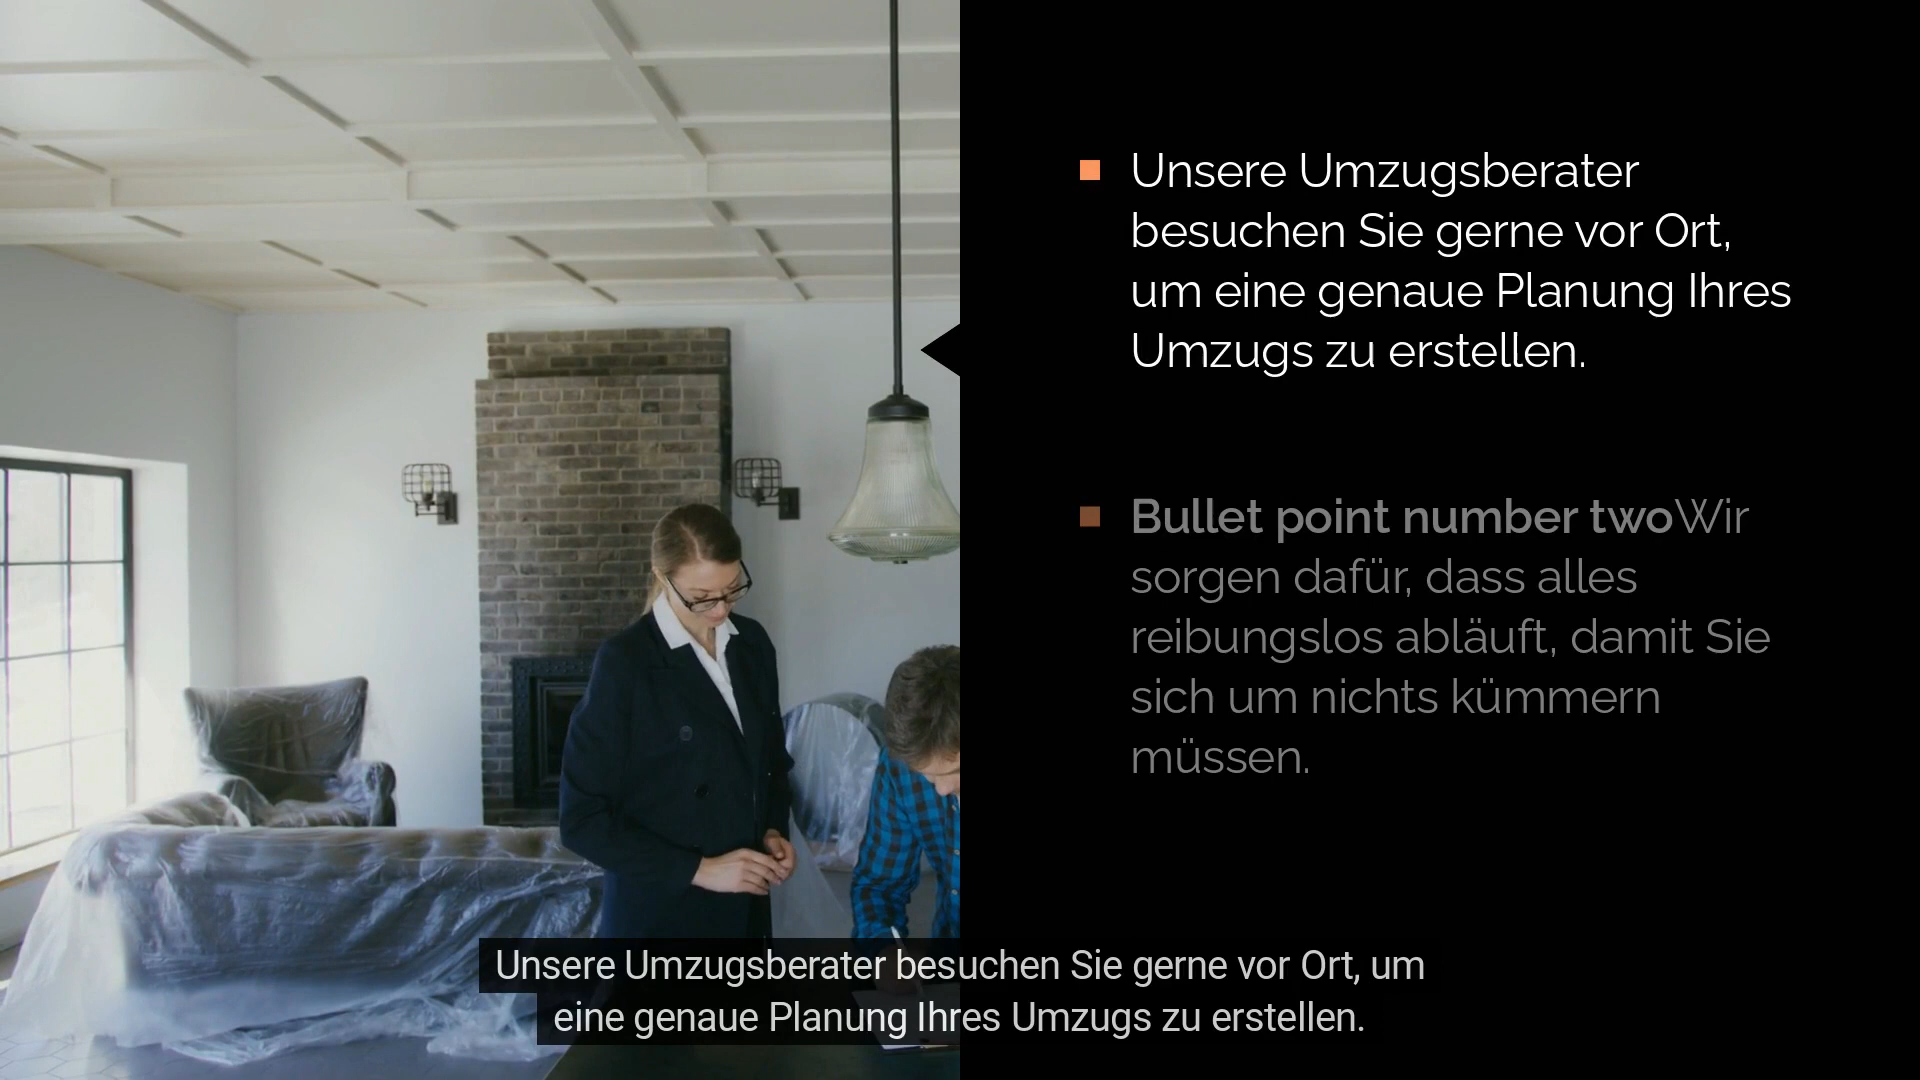 Unsere Umzugsberater
besuchen Sie gerne vor Ort,
um eine genaue Planung Ihres
Umzugs zu erstellen.
Bullet point number twoWir
sorgen dafür, dass alles
reibungslos abläuft, damit Sie
sich um nichts kümmern
müssen.
Unsere Umzugsberater besuchen Sie gerne vor Ort, um
eine genaue Planung Ihres Umzugs zu erstellen.